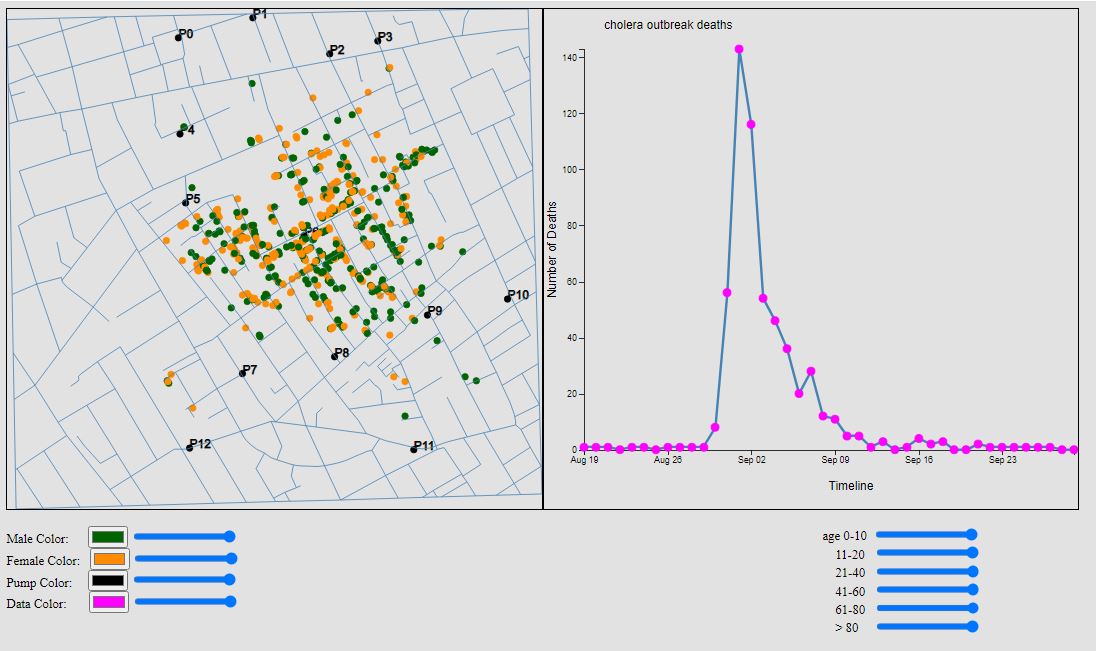 P1
P0
P3
P2
4
P5
P6
P10
P9
P8
P7
P12
P11
cholera outbreak deaths
140
120
100
80
60
40
20
0
Number of Deaths
Aug 19
Aug 26
Sep 02
Sep 09
Sep 16
Sep 23
Timeline
Male Color:
Female Color:
Pump Color:
Data Color:
age 0-10
11-20
21-40
41-60
61-80
> 80